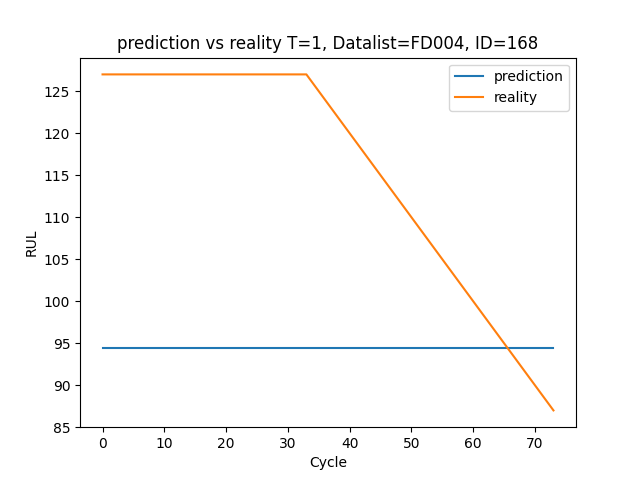 prediction vs reality T=1, Datalist=FD004, ID=168
prediction
reality
RUL
125
120
115
110
105
100
95
90
85
0 10 20 30 40 50 60 70
Cycle